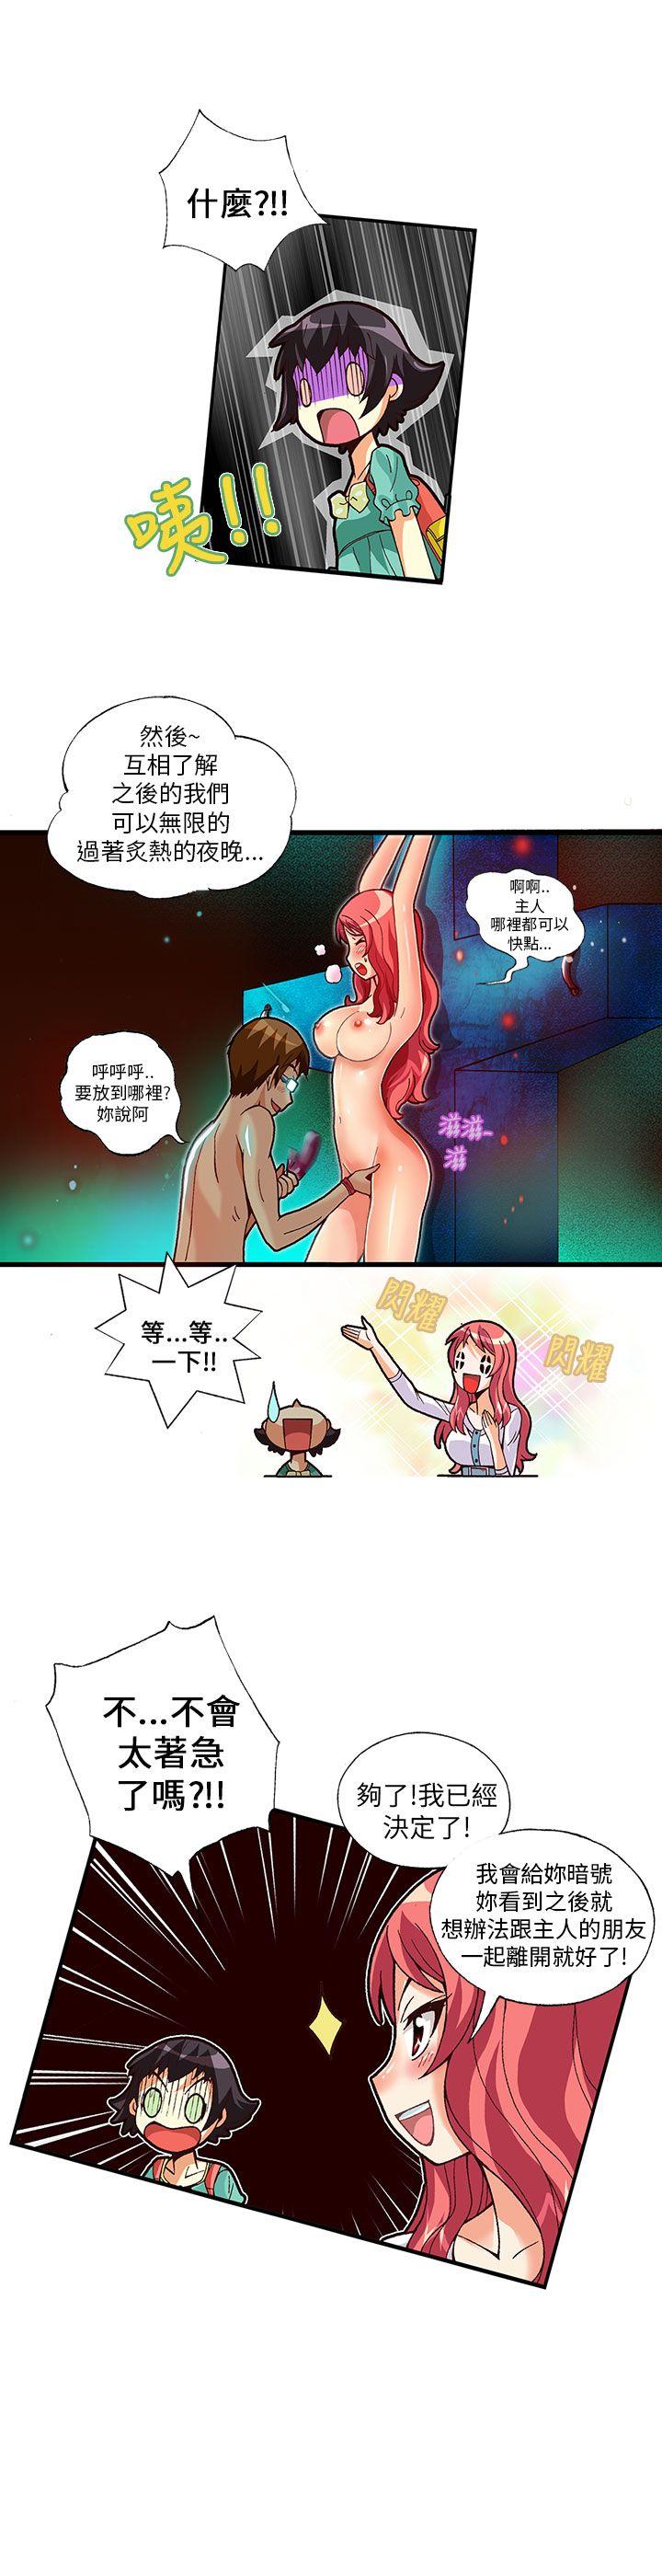 什麼?!!
咦!!
然後~
互相了解
之後的我們
可以無限的
過著炙熱的夜晚...
啊啊..
主人
哪裡都可以
快點...
呼呼呼..
要放到哪裡?
妳說阿
滋滋-
滋
等...等..
一下!!
閃耀
閃耀
不...不會
太著急
了嗎?!!
夠了!我已經
決定了!
我會給妳暗號
妳看到之後就
想辦法跟主人的朋友
一起離開就好了!